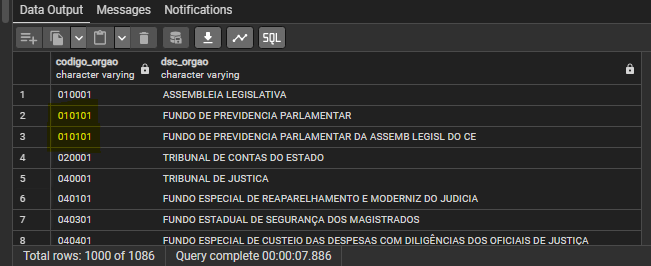 Data Output Messages Notifications
SQL
codigo_orgao dsc_orgao
character varying character varying
1 010001 ASSEMBLEIA LEGISLATIVA
2 010101 FUNDO DE PREVIDENCIA PARLAMENTAR
3 010101 FUNDO DE PREVIDENCIA PARLAMENTAR DA ASSEMB LEGISL DO CE
4 020001 TRIBUNAL DE CONTAS DO ESTADO
5 040001 TRIBUNAL DE JUSTICA
6 040101 FUNDO ESPECIAL DE REAPARELHAMENTO E MODERNIZ DO JUDICIA
7 040301 FUNDO ESTADUAL DE SEGURANÇA DOS MAGISTRADOS
8 040401 FUNDO ESPECIAL DE CUSTEIO DAS DESPESAS COM DILIGÊNCIAS DOS OFICIAIS DE JUSTIÇA
Total rows: 1000 of 1086 Query complete 00:00:07.886